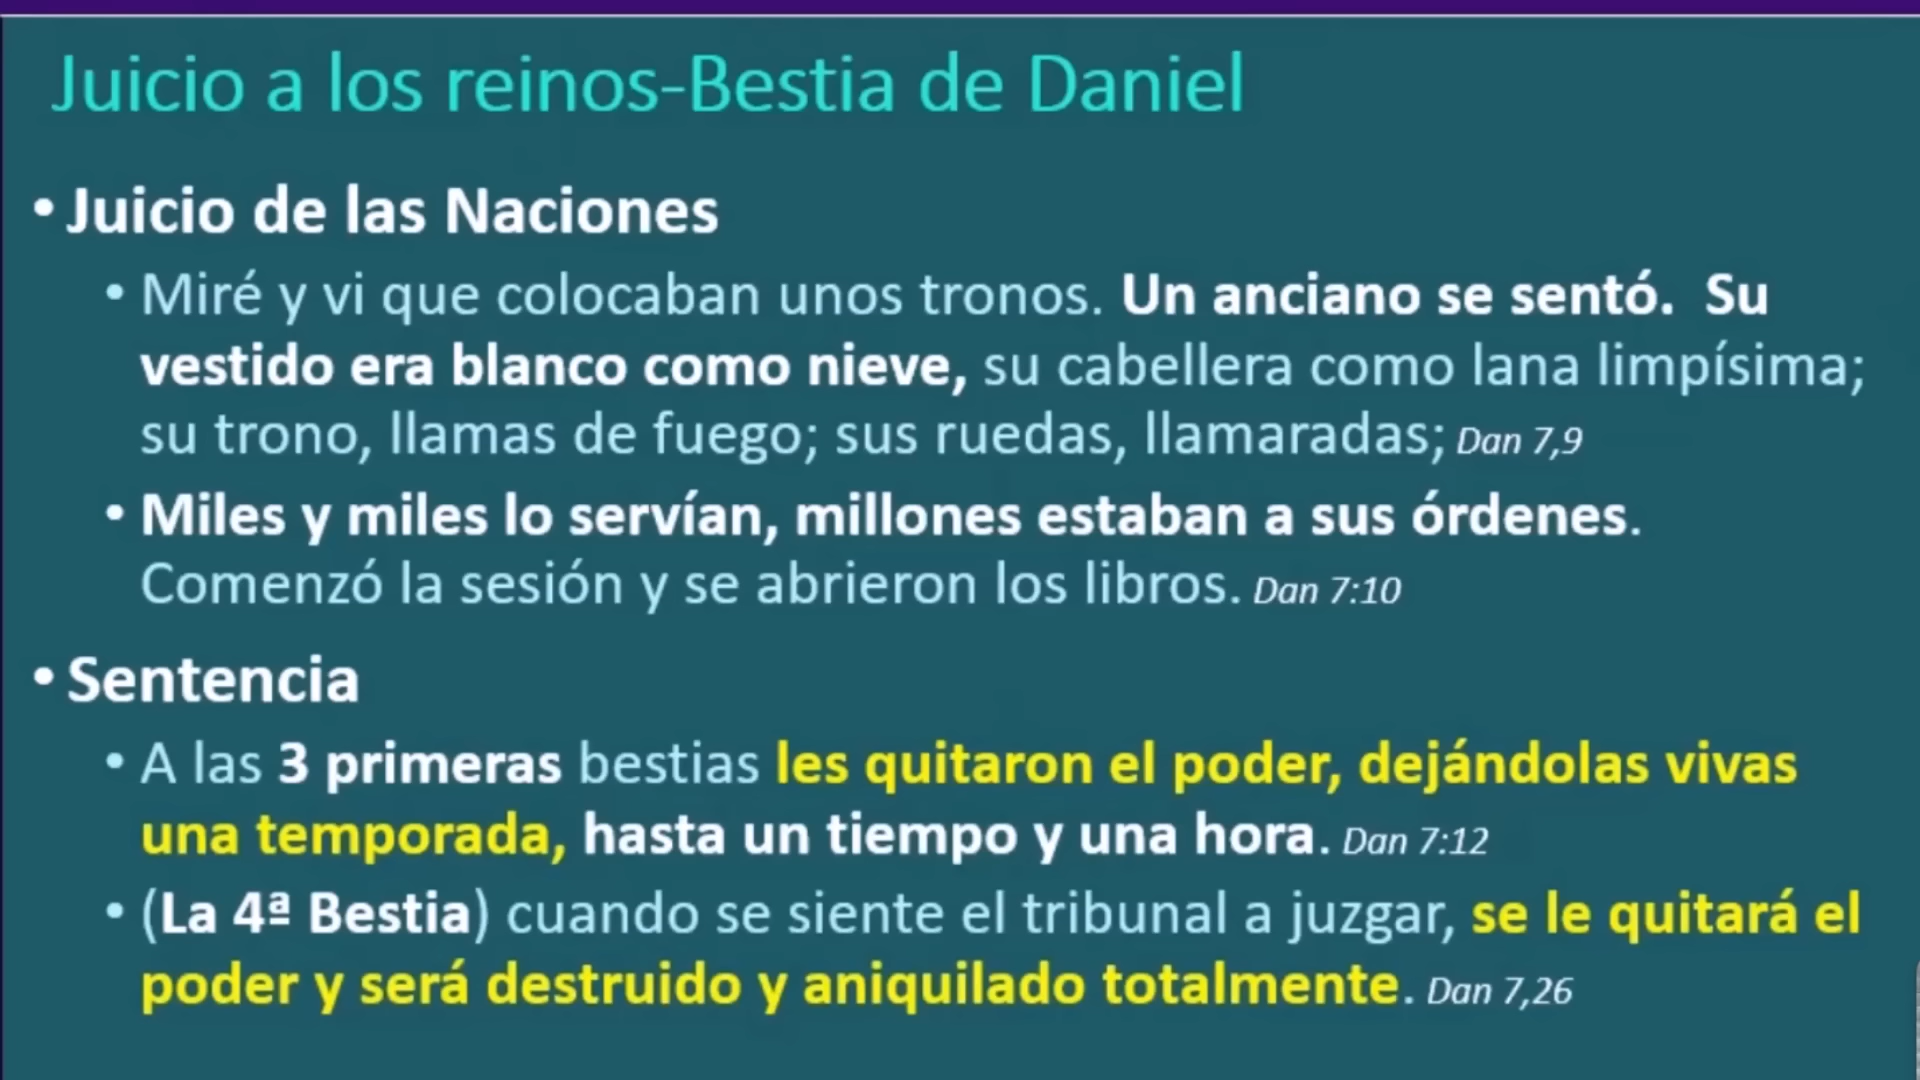 Juicio a los reinos-Bestia de Daniel
• Juicio de las Naciones
• Miré y vi que colocaban unos tronos. Un anciano se sentó.  Su
vestido era blanco como nieve, su cabellera como lana limpísima;
su trono, llamas de fuego; sus ruedas, llamaradas; Dan 7,9
• Miles y miles lo servían, millones estaban a sus órdenes.
Comenzó la sesión y se abrieron los libros. Dan 7:10
• Sentencia
• A las 3 primeras bestias les quitaron el poder, dejándolas vivas
una temporada, hasta un tiempo y una hora. Dan 7:12
• (La 4ª Bestia) cuando se siente el tribunal a juzgar, se le quitará el
poder y será destruido y aniquilado totalmente. Dan 7,26